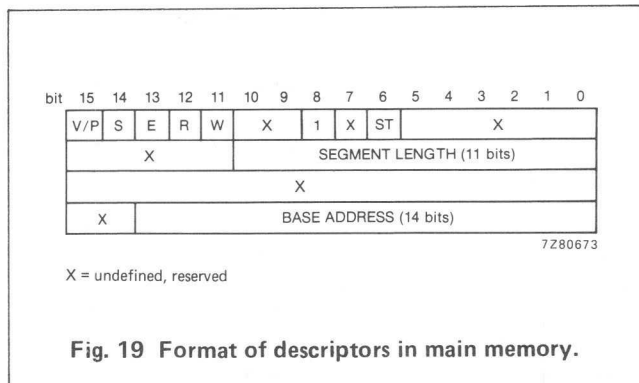 bit 15 14 13 12 11 10 9 8 7 6 5 4 3 2 1 0
V/P S E R W X 1 X ST X
X SEGMENT LENGTH (11 bits)
X
X BASE ADDRESS (14 bits)
7Z80673
X = undefined, reserved
Fig. 19 Format of descriptors in main memory.